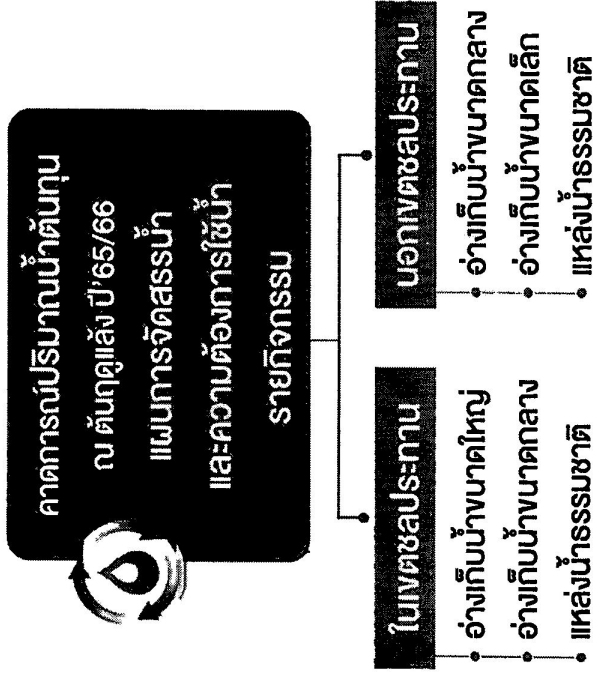 คาดการณ์ปริมาณน้ำต้นทุน
ณ ต้นฤดูแล้ง ปี'65/66
แผนการจัดสรรน้ำ
และความต้องการใช้น้ำ
รายกิจกรรม
ในเขตชลประทาน
อ่างเก็บน้ำขนาดใหญ่
อ่างเก็บน้ำขนาดกลาง
แหล่งน้ำธรรมชาติ
นอกเขตชลประทาน
อ่างเก็บน้ำขนาดกลาง
อ่างเก็บน้ำขนาดเล็ก
แหล่งน้ำธรรมชาติ